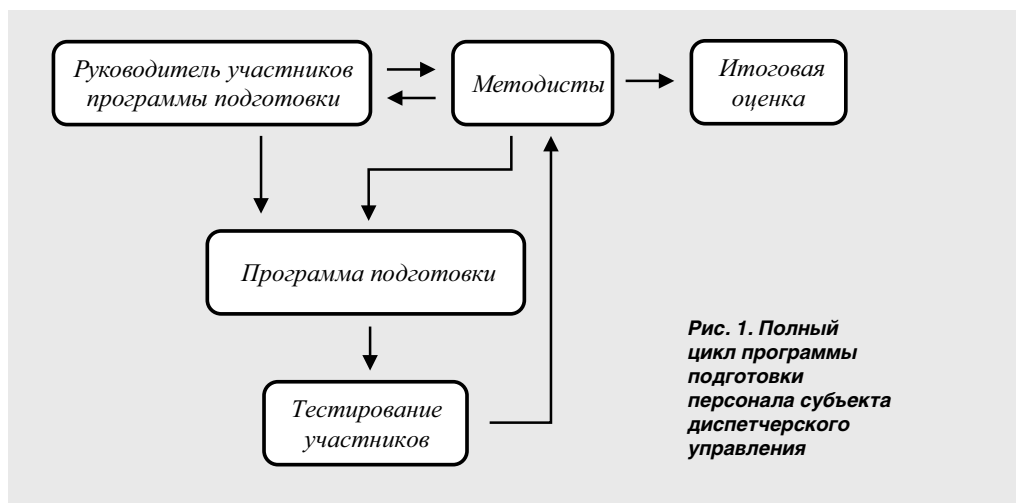 Руководитель участников
программы подготовки
Методисты
Итоговая
оценка
Программа подготовки
Тестирование
участников
Рис. 1. Полный
цикл программы
подготовки
персонала субъекта
диспетчерского
управления